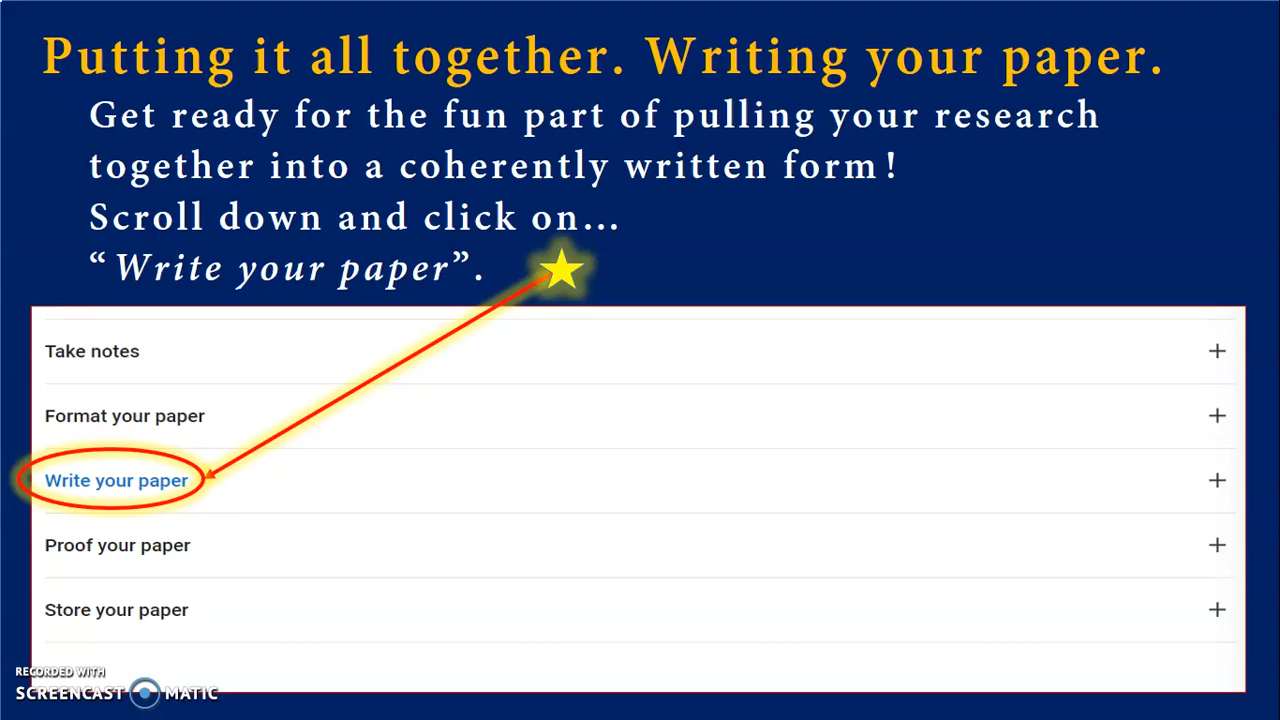 Putting it all together. Writing your paper.
Get ready for the fun part of pulling your research
together into a coherently written form!
Scroll down and click on...
“Write your paper”.
Take notes
Format your paper
Write your paper
Proof your paper
Store your paper
RECORDED WITH
SCREENCAST MATIC